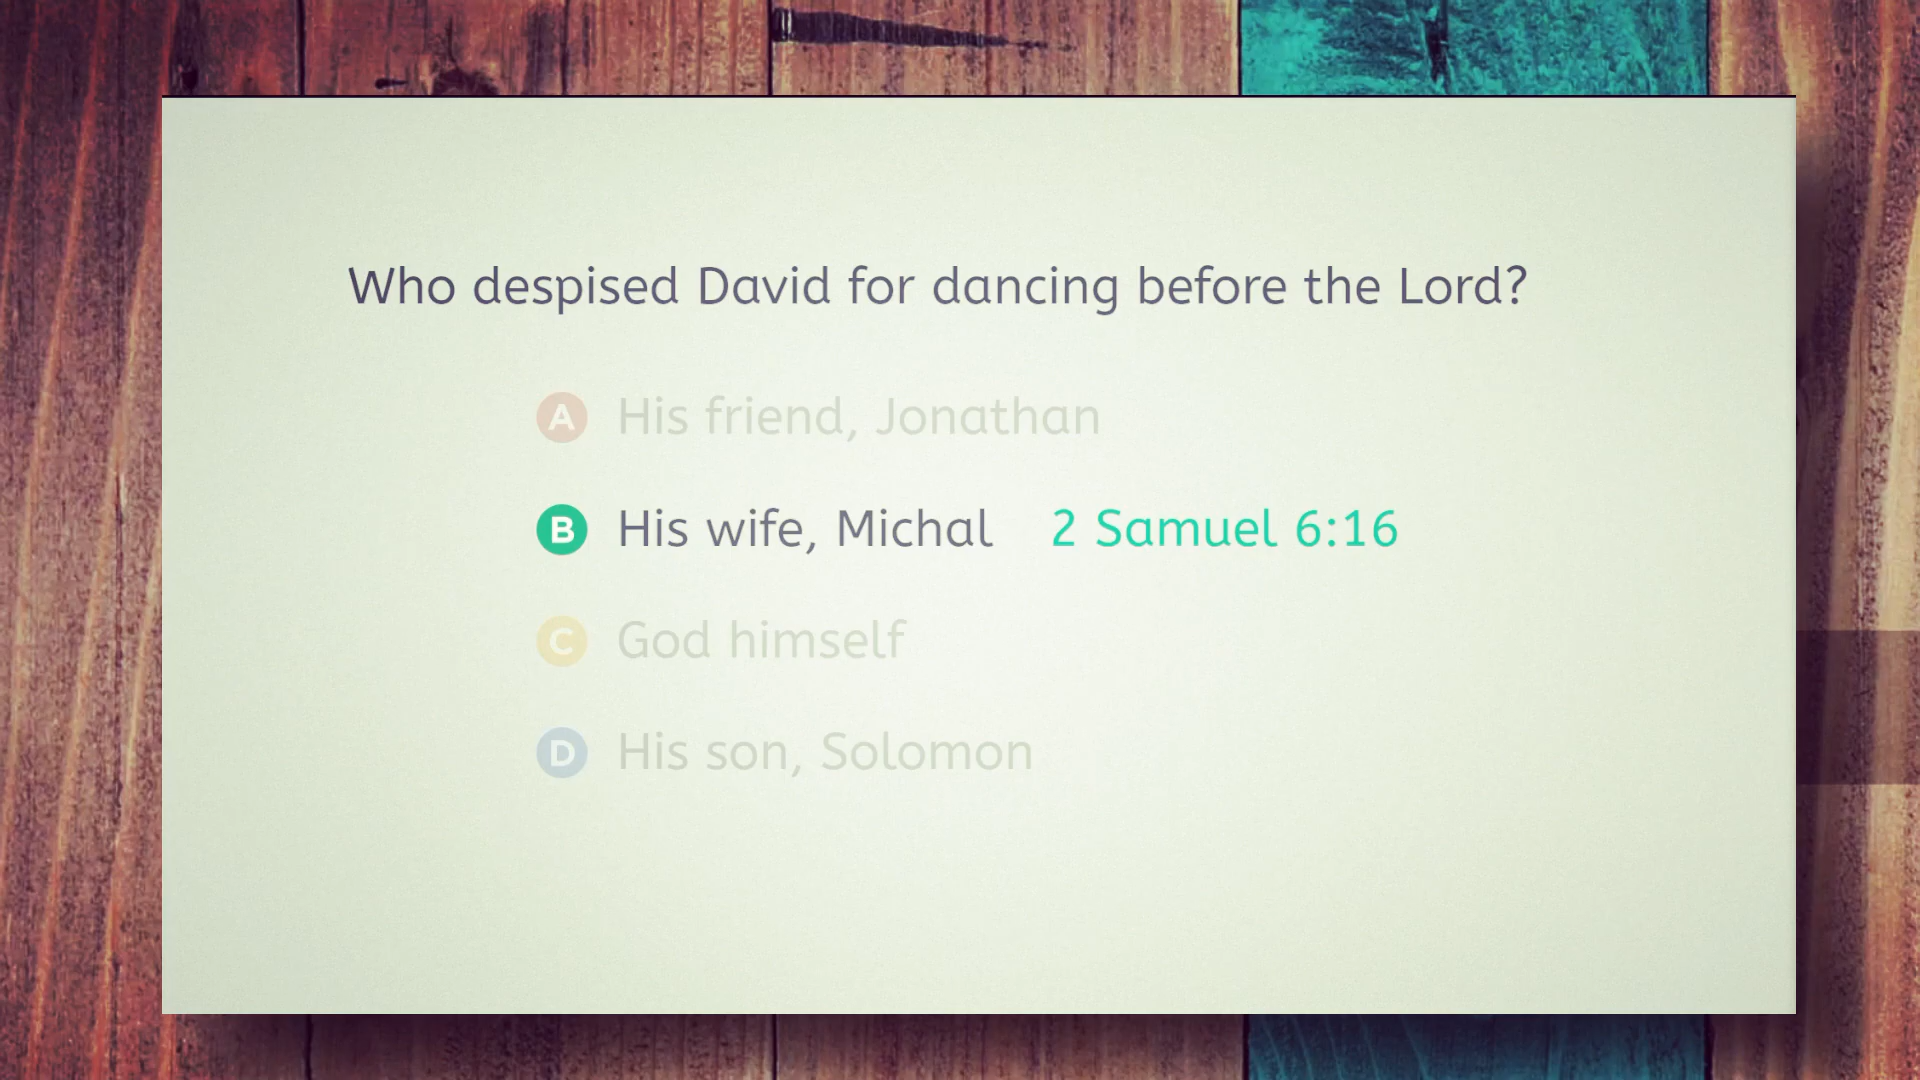 Who despised David for dancing before the Lord?
A His friend, Jonathan
B His wife, Michal 2 Samuel 6:16
C God himself
D His son, Solomon